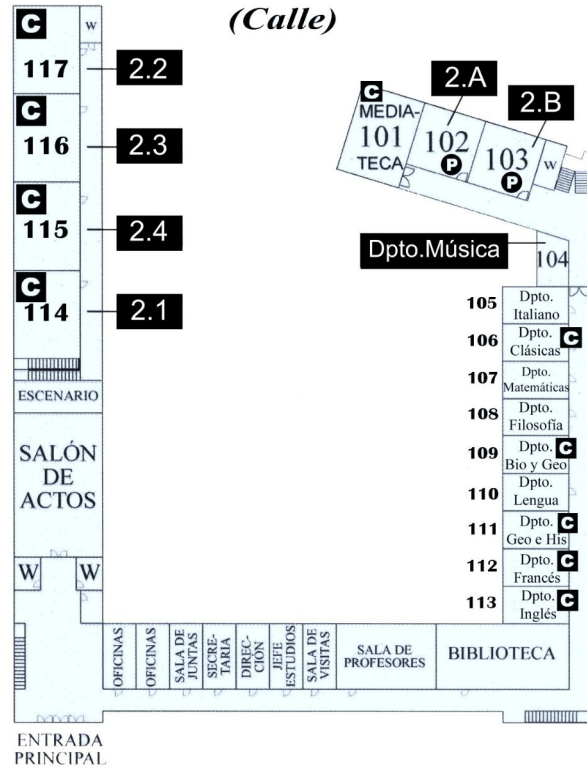 (Calle)
C
W
117
2.2
C
116
2.3
C
115
2.4
C
114
2.1
ESCENARIO
SALÓN
DE
ACTOS
W
W
2.A
2.B
C
MEDIA-
101
TECA
102
P
103
P
W
Dpto.Música
104
105
Dpto.
Italiano
106
Dpto.
Clásicas
C
107
Dpto.
Matemáticas
108
Dpto.
Filosofía
109
Dpto.
Bio y Geo
C
110
Dpto.
Lengua
111
Dpto.
Geo e His
C
112
Dpto.
Francés
C
113
Dpto.
Inglés
C
OFICINAS
OFICINAS
SALA DE
JUNTAS
SECRE-
TARIA
DIREC-
CIÓN
JEFE
ESTUDIOS
SALA DE
VISITAS
SALA DE
PROFESORES
BIBLIOTECA
ENTRADA
PRINCIPAL